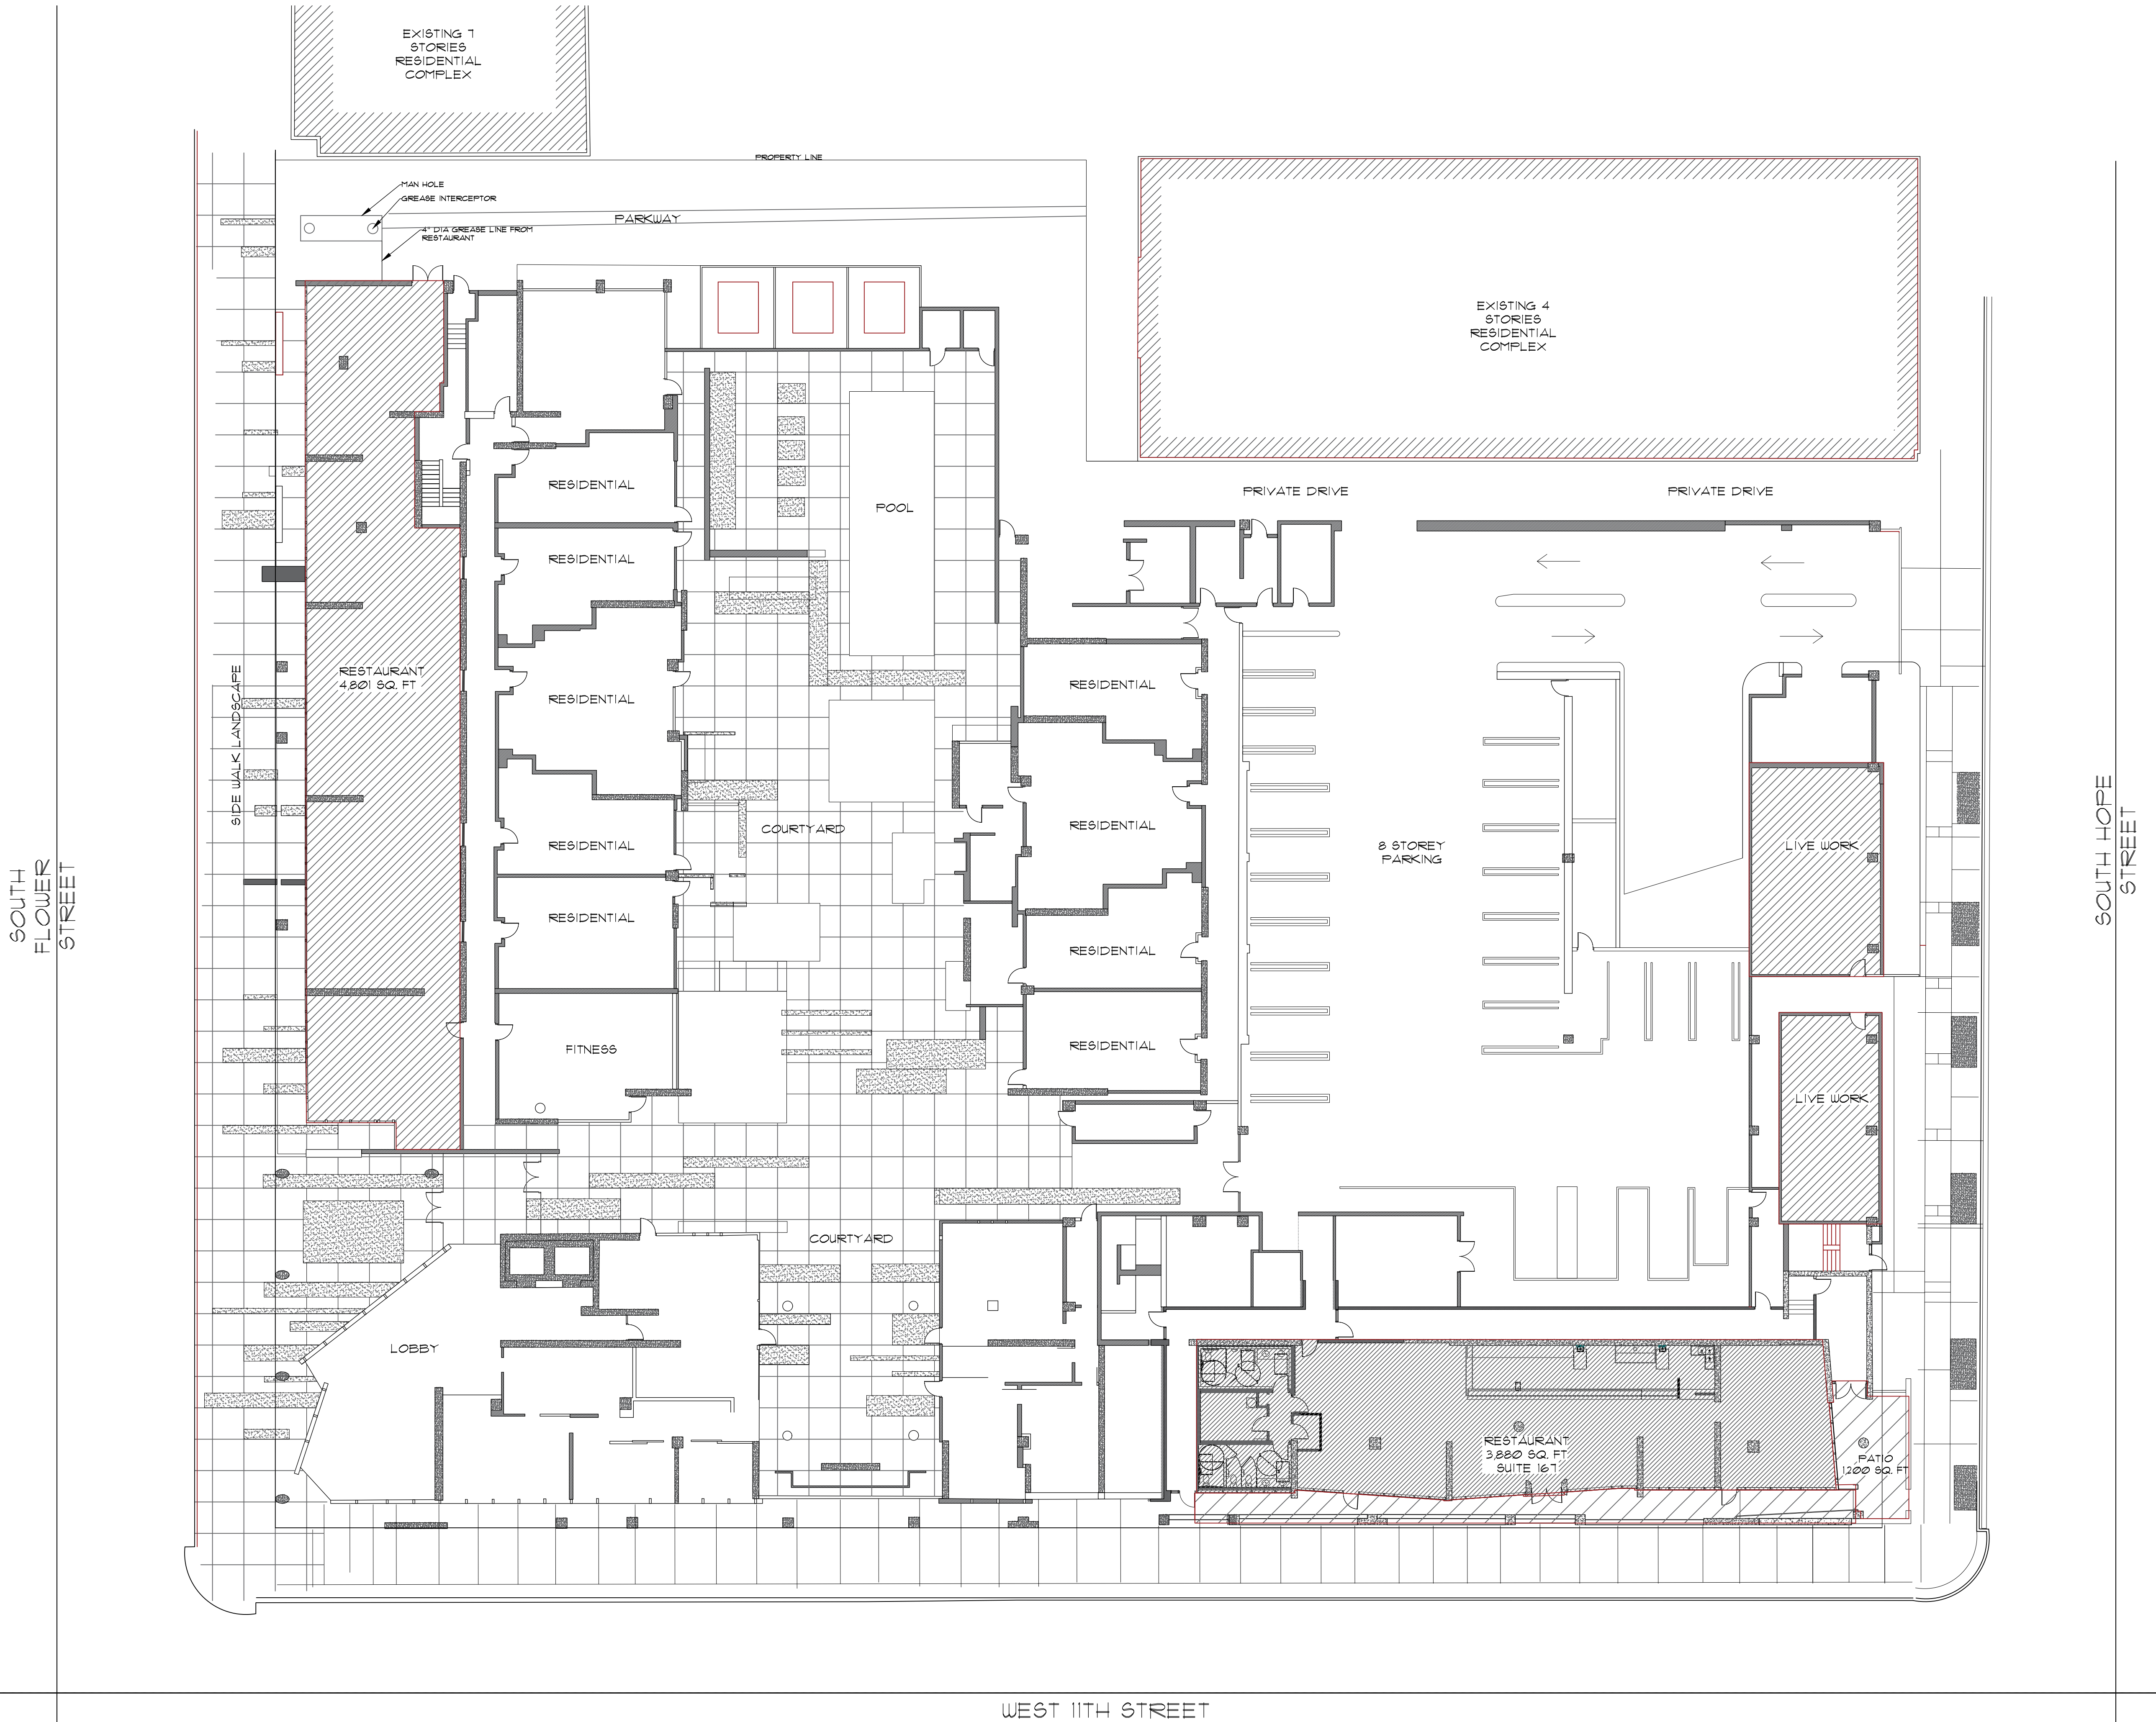 EXISTING 7
STORIES
RESIDENTIAL
COMPLEX
PROPERTY LINE
MAN HOLE
GREASE INTERCEPTOR
PARKWAY
4" DIA GREASE LINE FROM
RESTAURANT
EXISTING 4
STORIES
RESIDENTIAL
COMPLEX
PRIVATE DRIVE
PRIVATE DRIVE
RESIDENTIAL
POOL
RESIDENTIAL
RESTAURANT
4,801 SQ. FT
RESIDENTIAL
RESIDENTIAL
SIDE WALK LANDSCAPE
COURTYARD
RESIDENTIAL
8 STOREY
PARKING
LIVE WORK
RESIDENTIAL
SOUTH
FLOWER
STREET
SOUTH HOPE
STREET
RESIDENTIAL
RESIDENTIAL
FITNESS
RESIDENTIAL
LIVE WORK
COURTYARD
LOBBY
RESTAURANT
3,880 SQ. FT
SUITE 167
PATIO
1,200 SQ. FT
WEST 11TH STREET